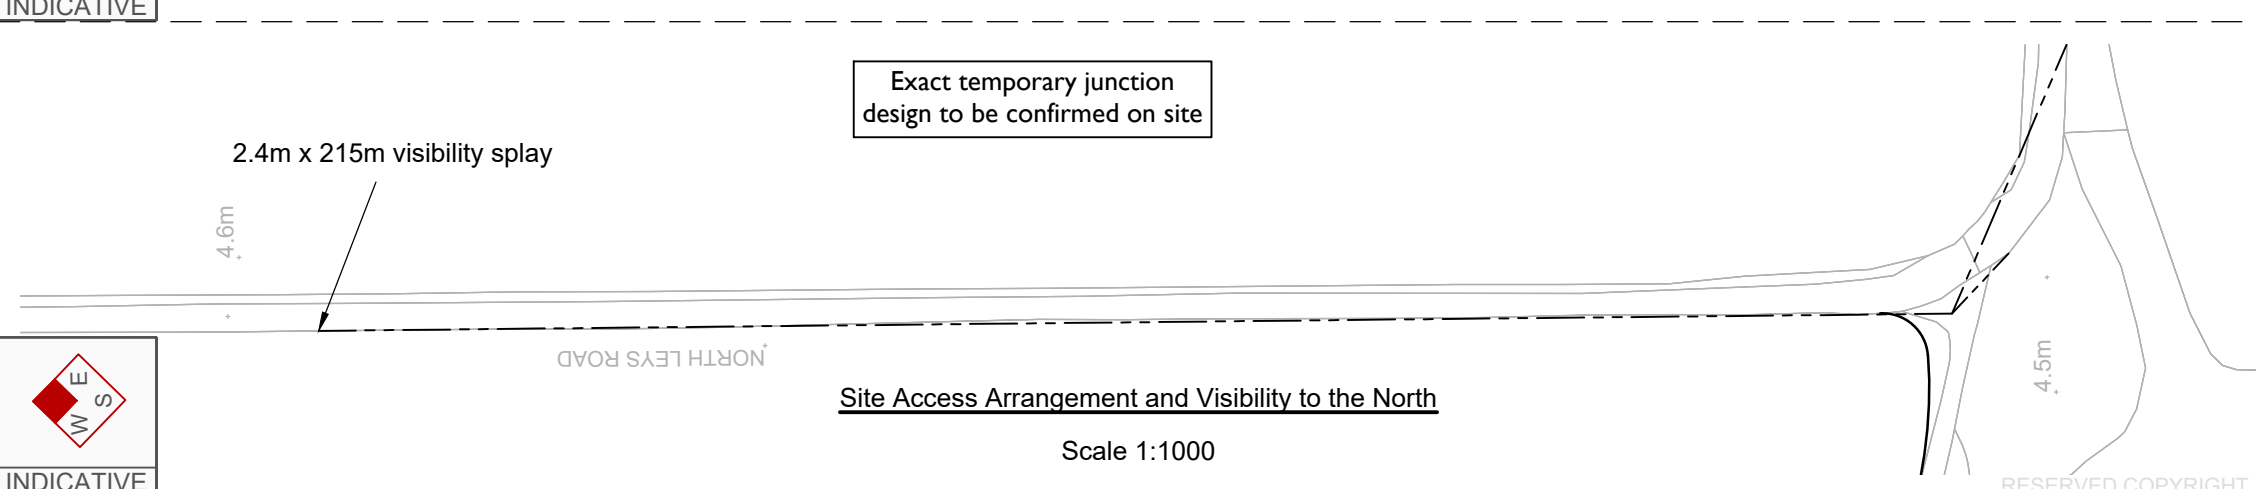 INDICATIVE
Exact temporary junction
design to be confirmed on site
2.4m x 215m visibility splay
4.6m
NORTH LEYS ROAD
4.5m
E
S
W
Site Access Arrangement and Visibility to the North
Scale 1:1000
INDICATIVE
RESERVED COPYRIGHT